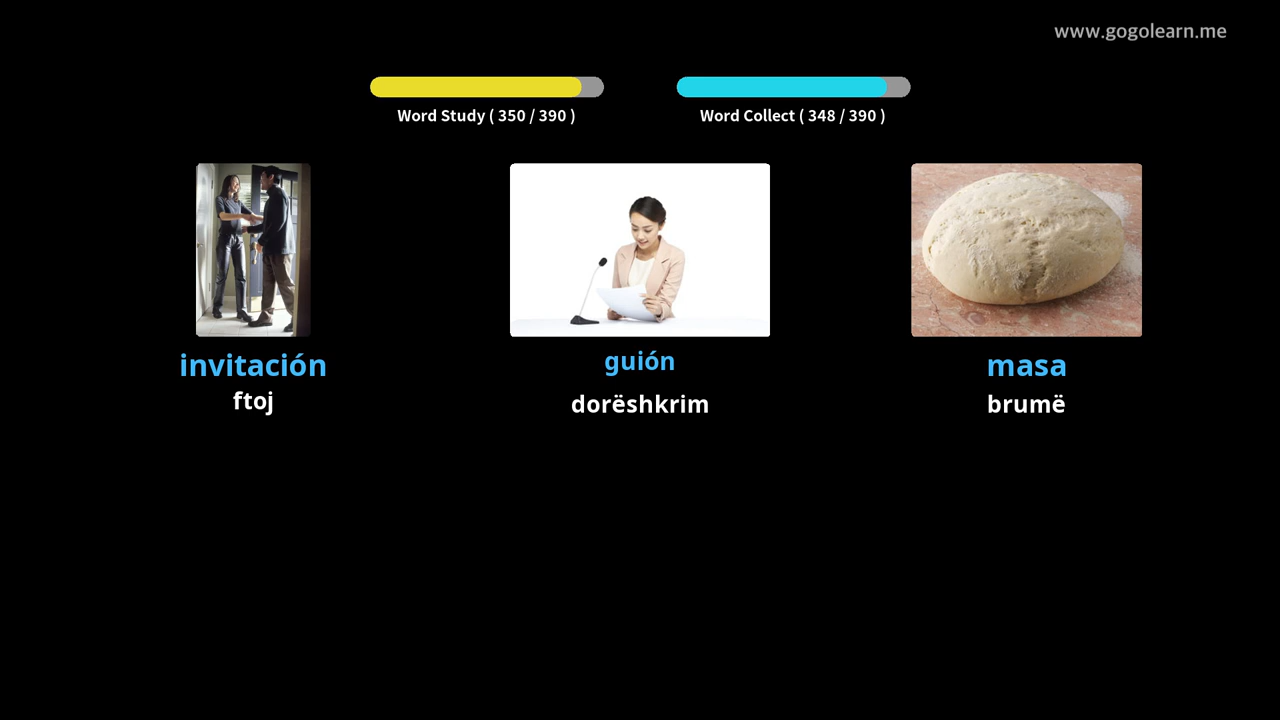 www.gogolearn.me
Word Study ( 350 / 390 )
Word Collect ( 348 / 390 )
invitación
ftoj
guión
dorëshkrim
masa
brumë